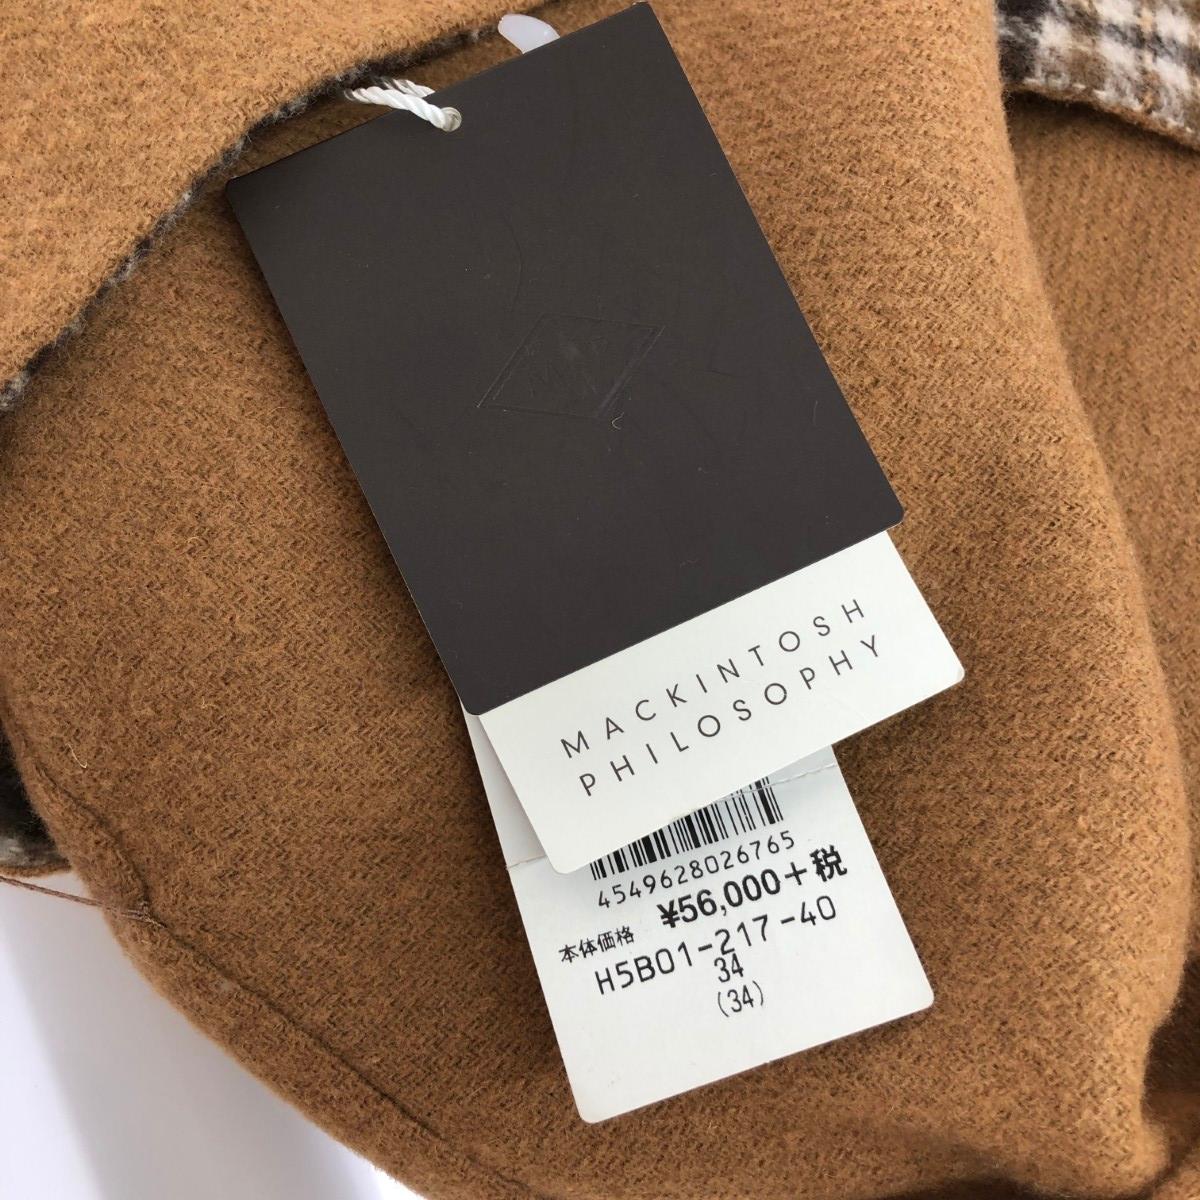 MACKINTOSH
PHILOSOPHY
4549628026765
¥56,000+税
本体価格
H5B01-217-40
34
(34)